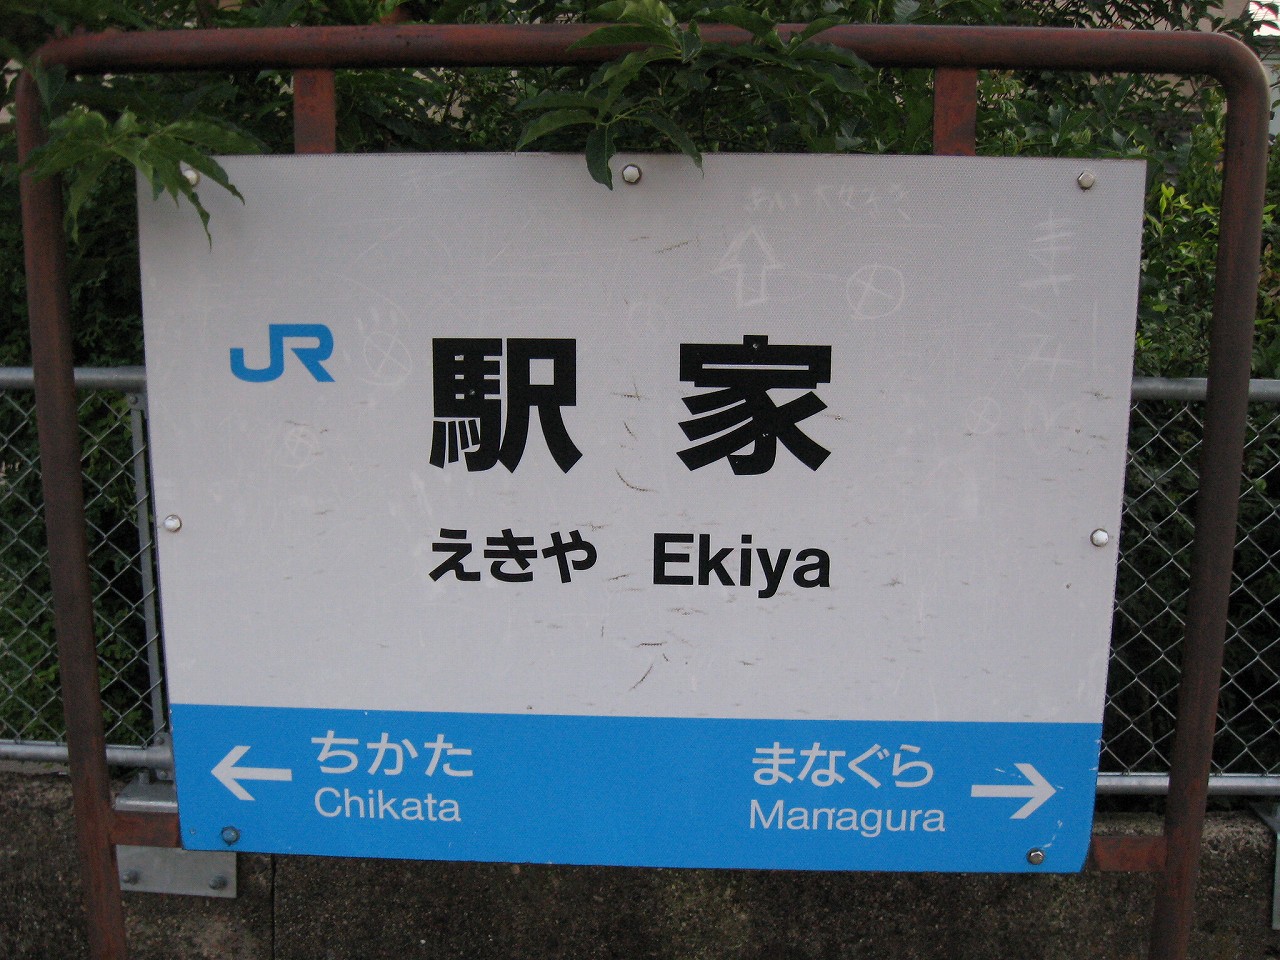 JR
駅家
えきや Ekiya
← ちかた まなぐら →
Chikata Managura